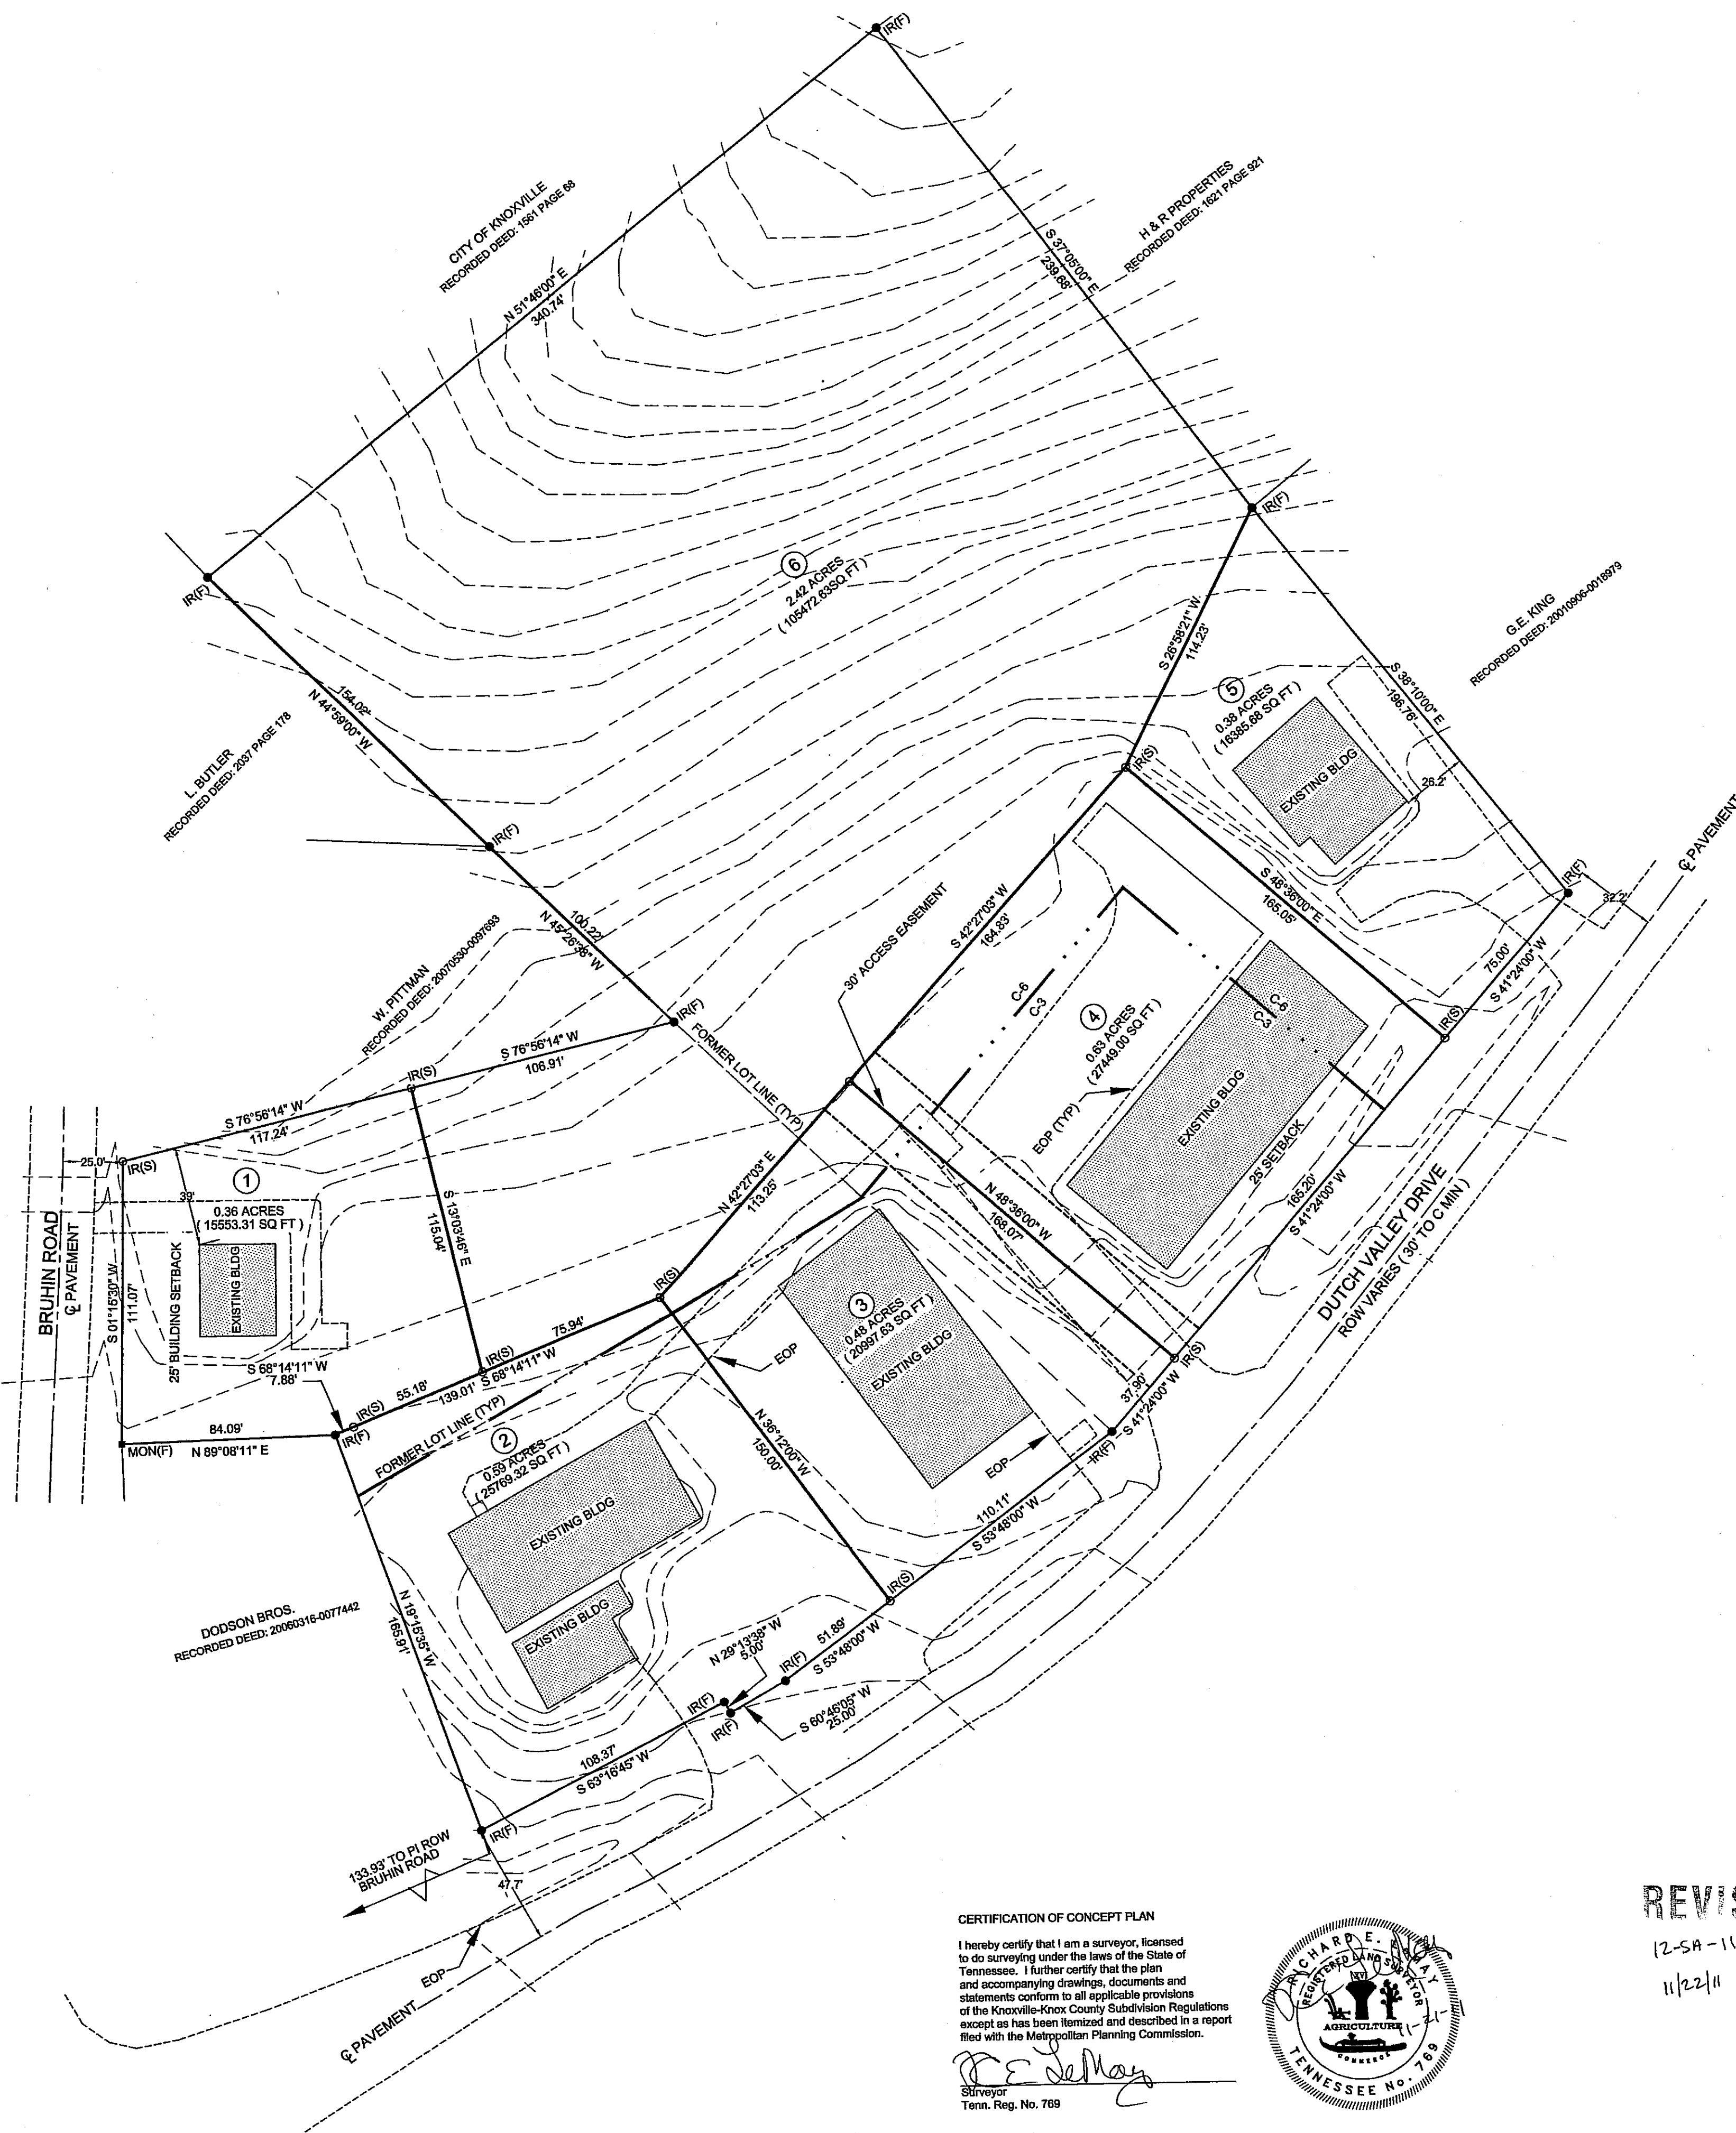 IR(F)
CITY OF KNOXVILLE
RECORDED DEED: 1561 PAGE 68
N 51°46'00" E
340.74'
H & R PROPERTIES
RECORDED DEED: 1621 PAGE 921
S 37°05'00" E
239.68'
IR(F)
IR(F)
6
2.42 ACRES
( 105472.63SQ FT )
S 26°58'21" W
114.23'
G.E. KING
RECORDED DEED: 20010906-0018979
L. BUTLER
RECORDED DEED: 2037 PAGE 178
154.02'
N 44°59'00" W
5
0.38 ACRES
( 16385.68 SQ FT )
EXISTING BLDG
S 38°10'00" E
196.76'
26.2'
IR(S)
IR(F)
℄ PAVEMENT
IR(F)
32.2'
S 48°36'00" E
165.05'
75.00'
S 41°24'00" W
IR(S)
100.22'
N 45°26'38" W
30' ACCESS EASEMENT
S 42°27'03" W
164.83'
C-6
C-3
4
0.63 ACRES
( 27449.00 SQ FT )
EOP (TYP)
EXISTING BLDG
C-6
C-3
25' SETBACK
165.20'
S 41°24'00" W
W. PITTMAN
RECORDED DEED: 20070530-0097693
IR(F)
FORMER LOT LINE (TYP)
S 76°56'14" W
106.91'
IR(S)
S 76°56'14" W
117.24'
25.0'
IR(S)
1
39'
0.36 ACRES
( 15553.31 SQ FT )
BRUHIN ROAD
℄ PAVEMENT
S 01°15'30" W
111.07'
25' BUILDING SETBACK
EXISTING BLDG
S 13°03'46" E
115.04'
N 42°27'03" E
113.25'
N 48°36'00" W
168.07'
DUTCH VALLEY DRIVE
ROW VARIES ( 30' TO C MIN )
IR(S)
3
0.48 ACRES
( 20997.63 SQ FT )
EXISTING BLDG
EOP
IR(S)
37.90'
S 41°24'00" W
IR(F)
EOP
S 68°14'11" W
7.88'
IR(S)
75.94'
139.01' S 68°14'11" W
55.18'
IR(S)
IR(F)
84.09'
MON(F)
N 89°08'11" E
FORMER LOT LINE (TYP)
2
0.59 ACRES
( 25769.32 SQ FT )
EXISTING BLDG
EXISTING BLDG
N 36°12'00" W
150.00'
110.11'
S 53°48'00" W
IR(S)
DODSON BROS.
RECORDED DEED: 20060316-0077442
N 19°15'35" W
165.91'
N 29°13'38" W
5.00'
51.89'
S 53°48'00" W
IR(F)
IR(F)
IR(F)
S 60°46'05" W
25.00'
108.37'
S 63°16'45" W
IR(F)
133.93' TO PI ROW
BRUHIN ROAD
47.7'
EOP
℄ PAVEMENT
CERTIFICATION OF CONCEPT PLAN
I hereby certify that I am a surveyor, licensed
to do surveying under the laws of the State of
Tennessee. I further certify that the plan
and accompanying drawings, documents and
statements conform to all applicable provisions
of the Knoxville-Knox County Subdivision Regulations
except as has been itemized and described in a report
filed with the Metropolitan Planning Commission.
R E LeMay
Surveyor
Tenn. Reg. No. 769
RICHARD E. LEMAY
REGISTERED LAND SURVEYOR
XVI
AGRICULTURE
COMMERCE
TENNESSEE No. 769
11-21-11
REVIS
12-SA-11
11/22/11